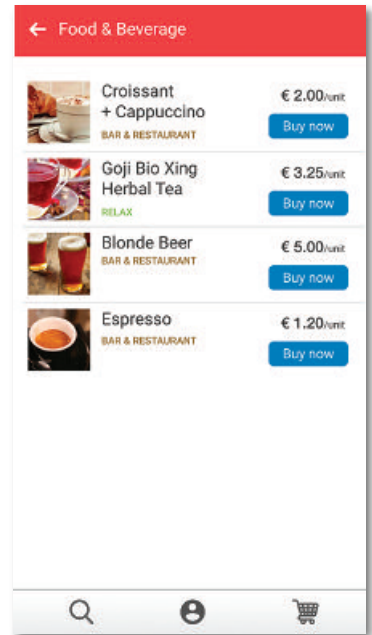 Food & Beverage
Croissant
+ Cappuccino
BAR & RESTAURANT
€ 2.00/unit
Buy now
Goji Bio Xing
Herbal Tea
RELAX
€ 3.25/unit
Buy now
Blonde Beer
BAR & RESTAURANT
€ 5.00/unit
Buy now
Espresso
BAR & RESTAURANT
€ 1.20/unit
Buy now